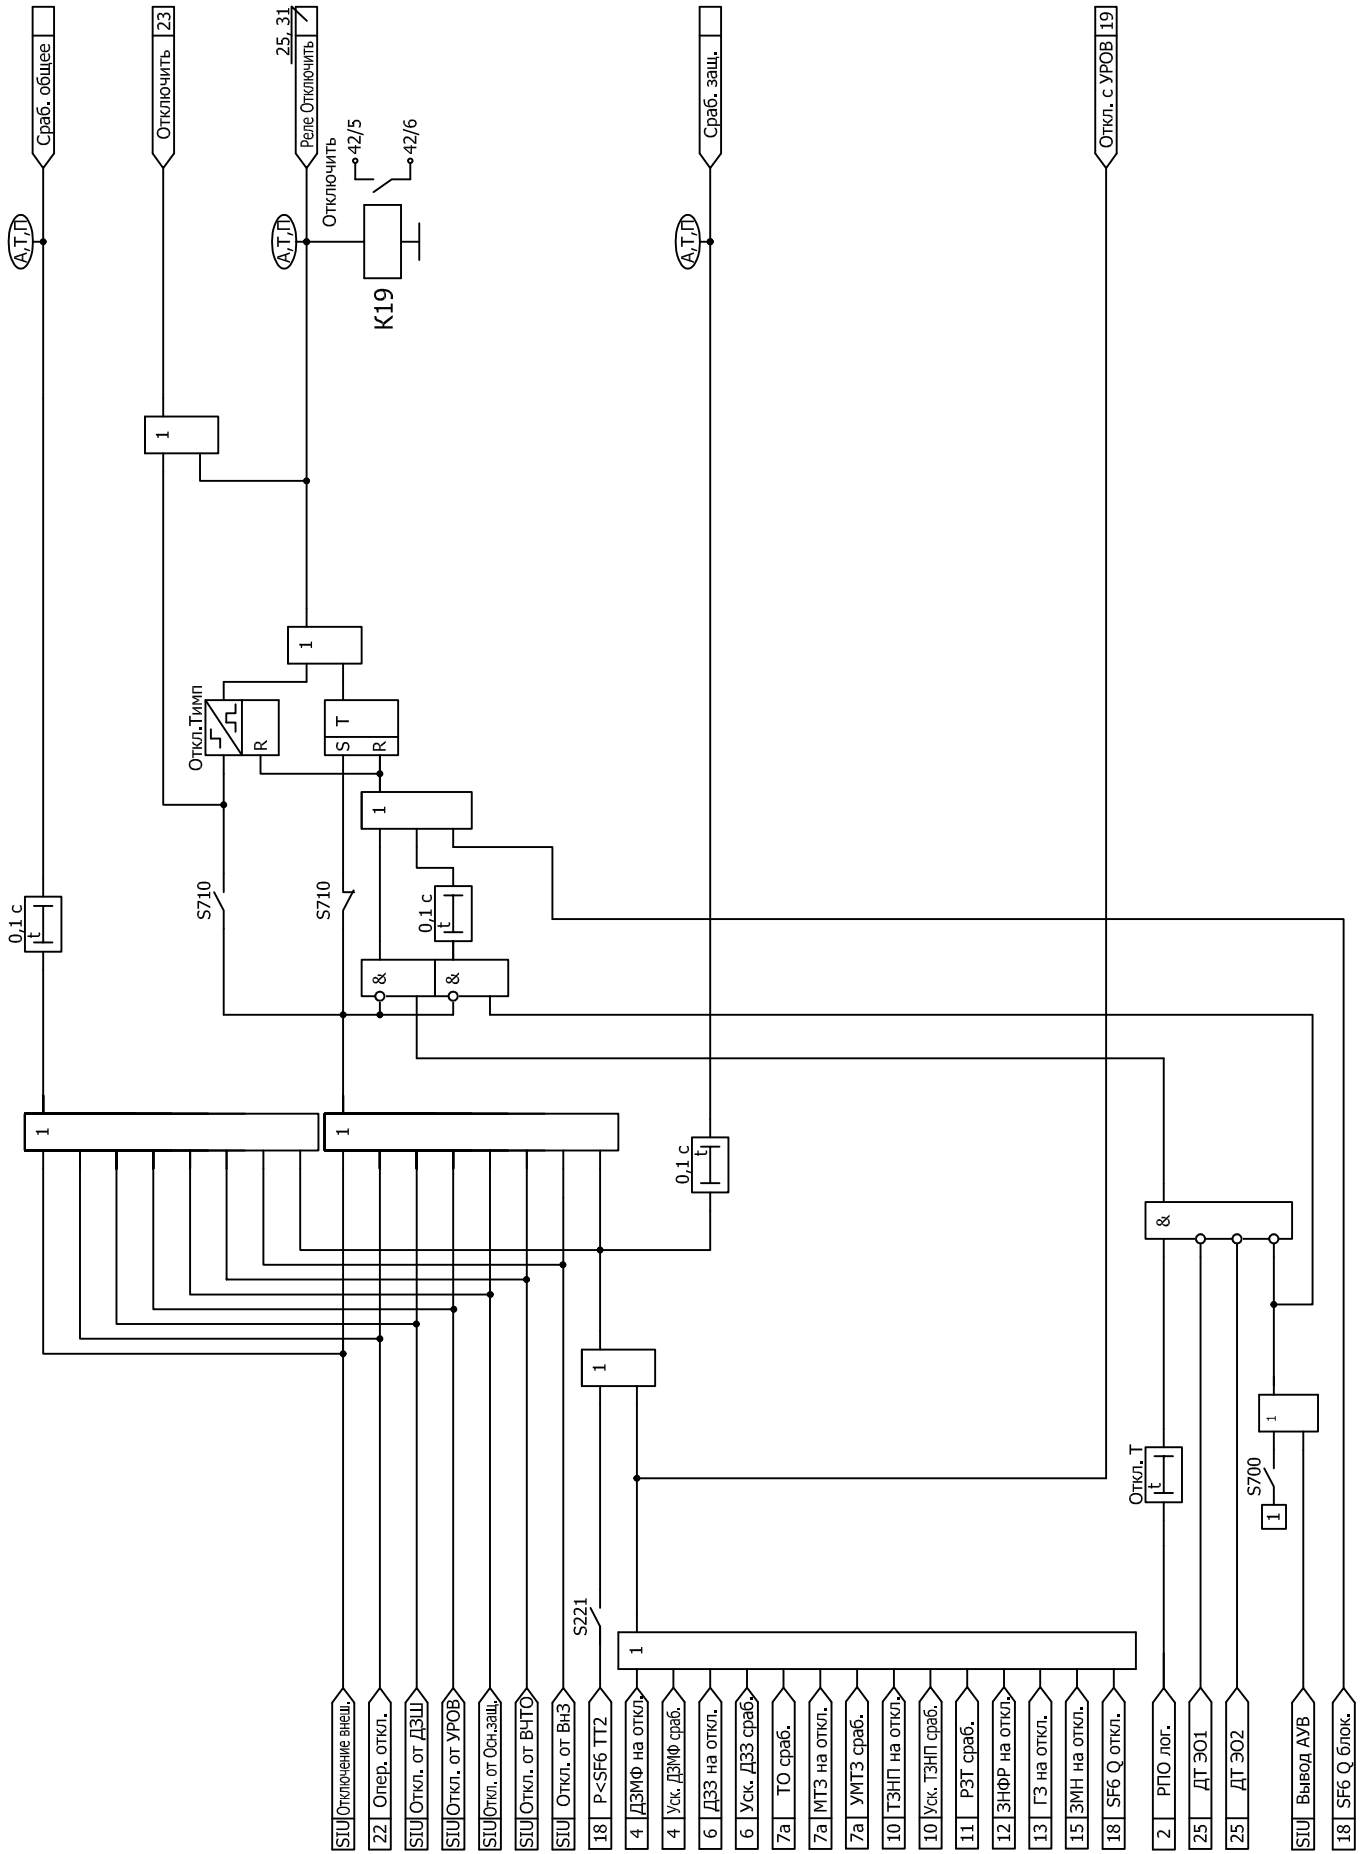 SIU Отключение внеш.
22 Опер. откл.
SIU Откл. от ДЗШ
SIU Откл. от УРОВ
SIU Откл. от Осн.защ.
SIU Откл. от ВЧТО
SIU Откл. от ВнЗ
18 P<SF6 ТТ2
4 ДЗМФ на откл.
4 Уск. ДЗМФ сраб.
6 ДЗЗ на откл.
6 Уск. ДЗЗ сраб.
7а ТО сраб.
7а МТЗ на откл.
7а УМТЗ сраб.
10 ТЗНП на откл.
10 Уск. ТЗНП сраб.
11 РЗТ сраб.
12 ЗНФР на откл.
13 ГЗ на откл.
15 ЗМН на откл.
18 SF6 Q откл.
2 РПО лог.
25 ДТ ЭО1
25 ДТ ЭО2
SIU Вывод АУВ
18 SF6 Q блок.
S221
1
1
Откл. Т
t
S700
1
1
&
1
1
0,1 с
t
0,1 с
t
S710
S710
&
&
0,1 с
t
1
Откл.Тимп
R
S T
R
1
1
К19
Отключить
42/5
42/6
А,Т,П
А,Т,П
А,Т,П
Сраб. общее
Отключить 23
Реле Отключить
25, 31
Сраб. защ.
Откл. с УРОВ 19